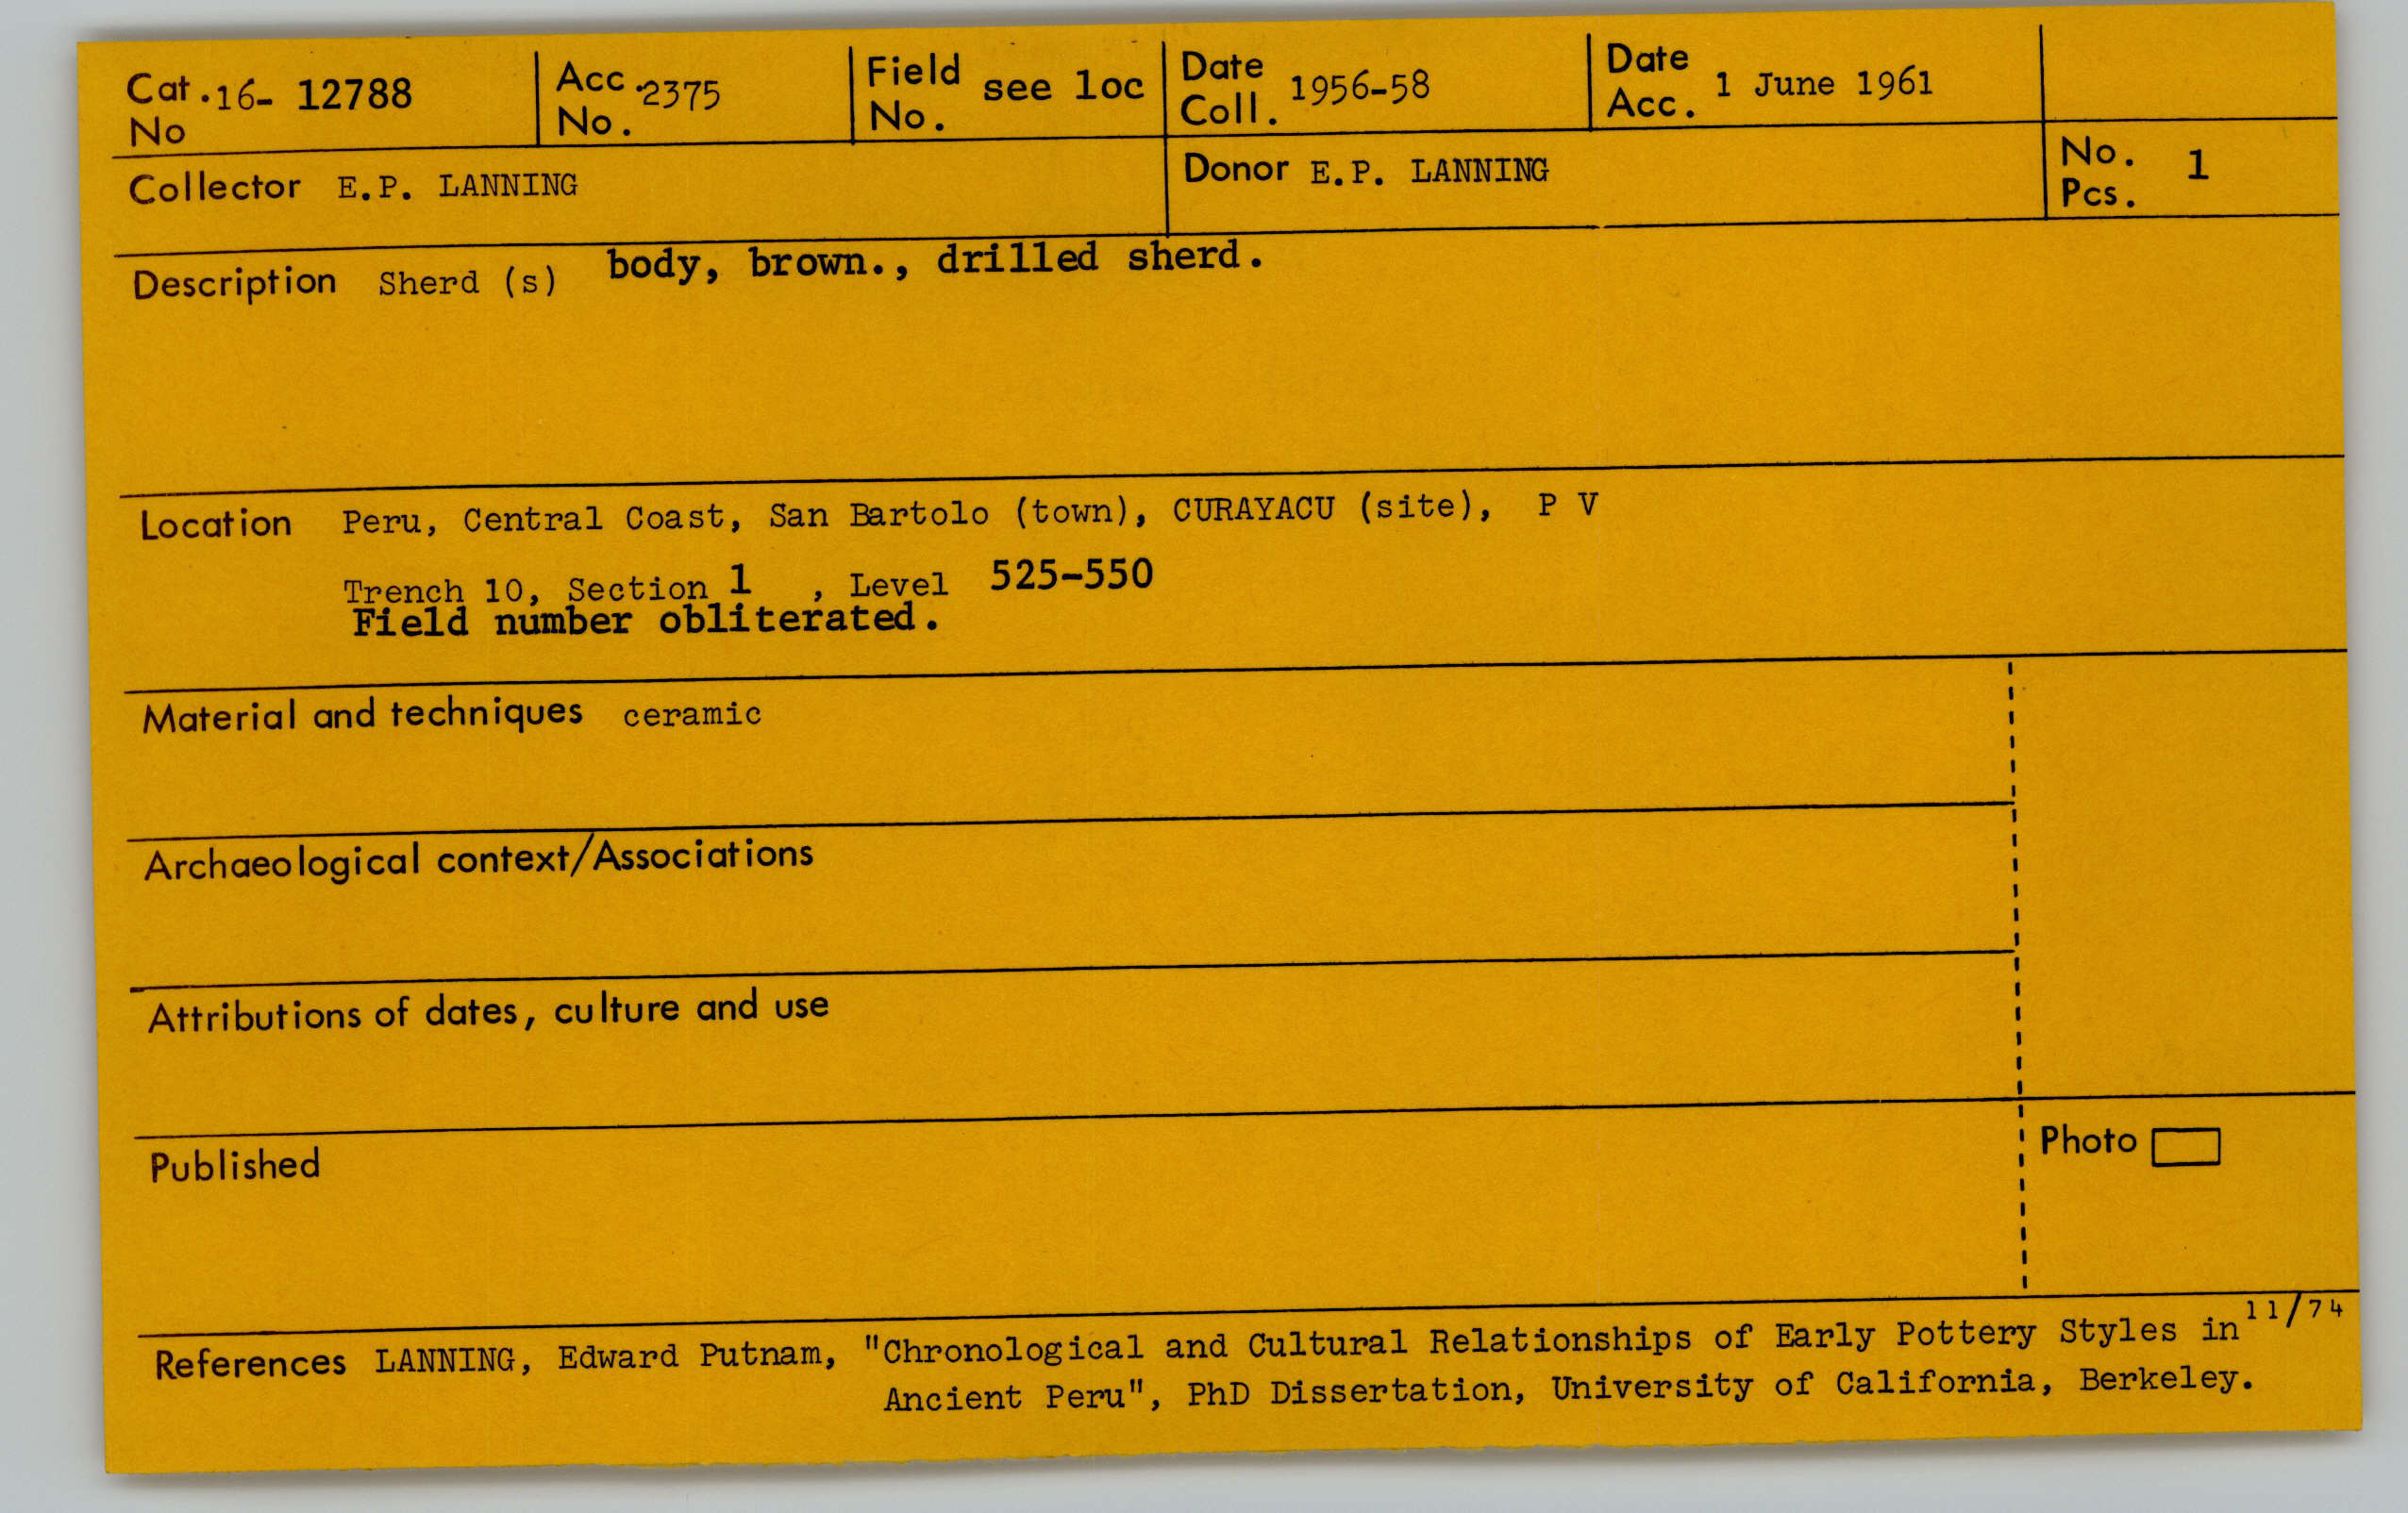 Cat. No 16- 12788 Acc. No. 2375 Field No. see loc Date Coll. 1956-58 Date Acc. 1 June 1961
Collector E.P. LANNING Donor E.P. LANNING No. Pcs. 1
Description Sherd (s) body, brown., drilled sherd.
Location Peru, Central Coast, San Bartolo (town), CURAYACU (site), P V
Trench 10, Section 1 , Level 525-550
Field number obliterated.
Material and techniques ceramic
Archaeological context/Associations
Attributions of dates, culture and use
Published
Photo
11/74
References LANNING, Edward Putnam, "Chronological and Cultural Relationships of Early Pottery Styles in
Ancient Peru", PhD Dissertation, University of California, Berkeley.